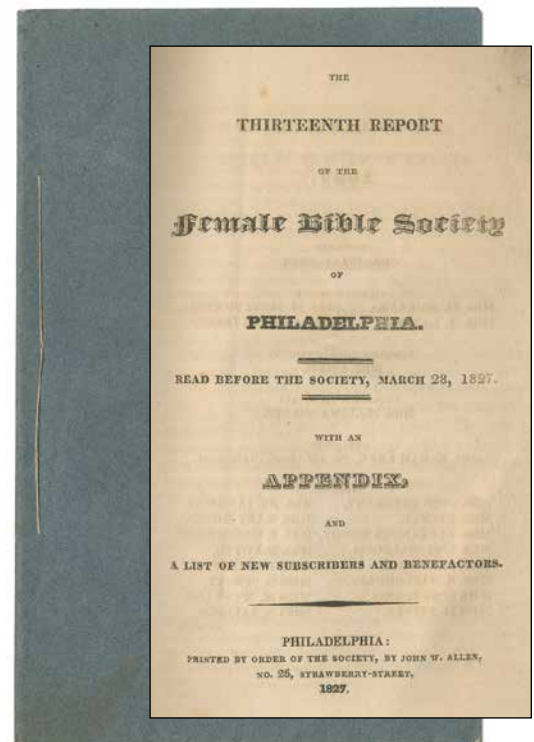 THE
THIRTEENTH REPORT
OF THE
Female Bible Society
OF
PHILADELPHIA.
READ BEFORE THE SOCIETY, MARCH 28, 1827.
WITH AN
APPENDIX,
AND
A LIST OF NEW SUBSCRIBERS AND BENEFACTORS.
PHILADELPHIA:
PRINTED BY ORDER OF THE SOCIETY, BY JOHN W. ALLEN,
NO. 26, STRAWBERRY-STREET.
1827.